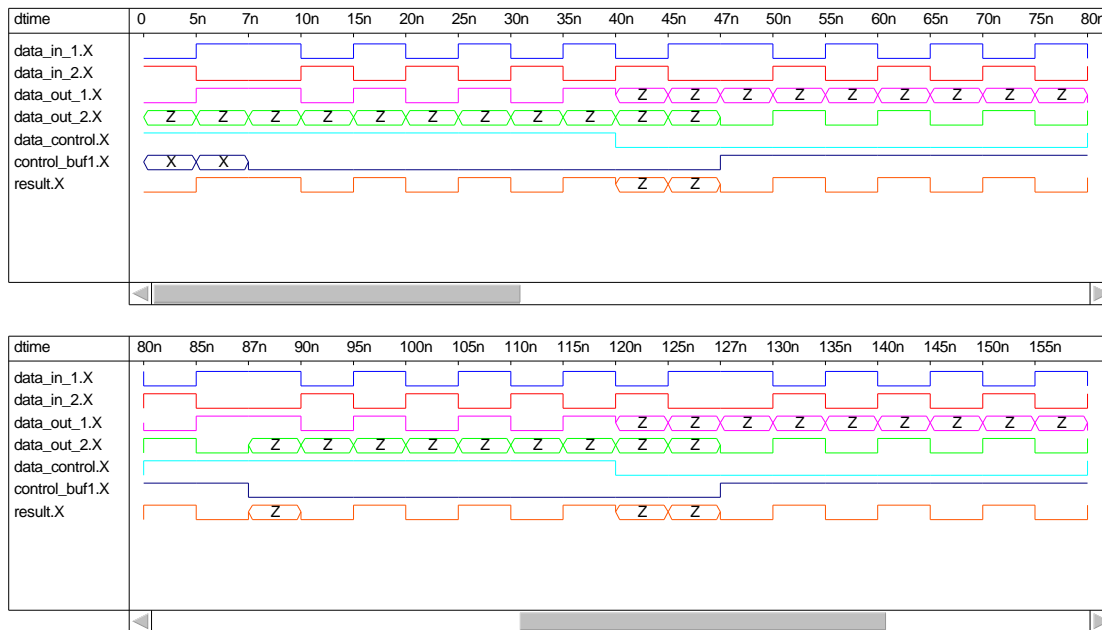 dtime 0 5n 7n 10n 15n 20n 25n 30n 35n 40n 45n 47n 50n 55n 60n 65n 70n 75n 80n
data_in_1.X
data_in_2.X
data_out_1.X Z Z Z Z Z Z Z Z Z
data_out_2.X Z Z Z Z Z Z Z Z Z Z Z
data_control.X
control_buf1.X X X
result.X Z Z
dtime 80n 85n 87n 90n 95n 100n 105n 110n 115n 120n 125n 127n 130n 135n 140n 145n 150n 155n
data_in_1.X
data_in_2.X
data_out_1.X Z Z Z Z Z Z Z Z Z
data_out_2.X Z Z Z Z Z Z Z Z Z
data_control.X
control_buf1.X
result.X Z Z Z